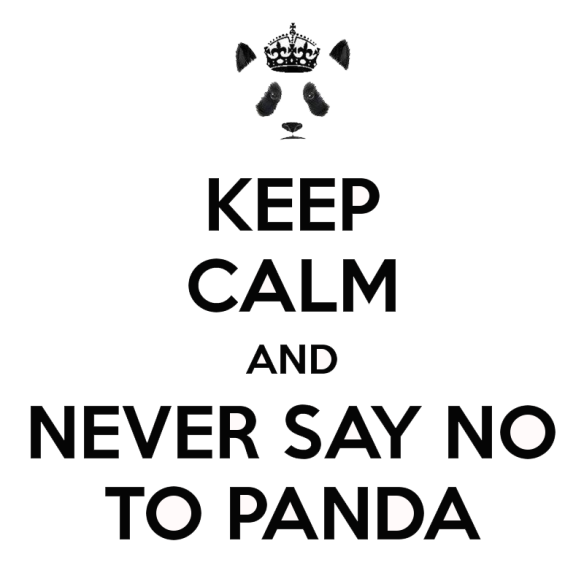 KEEP
CALM
AND
NEVER SAY NO
TO PANDA